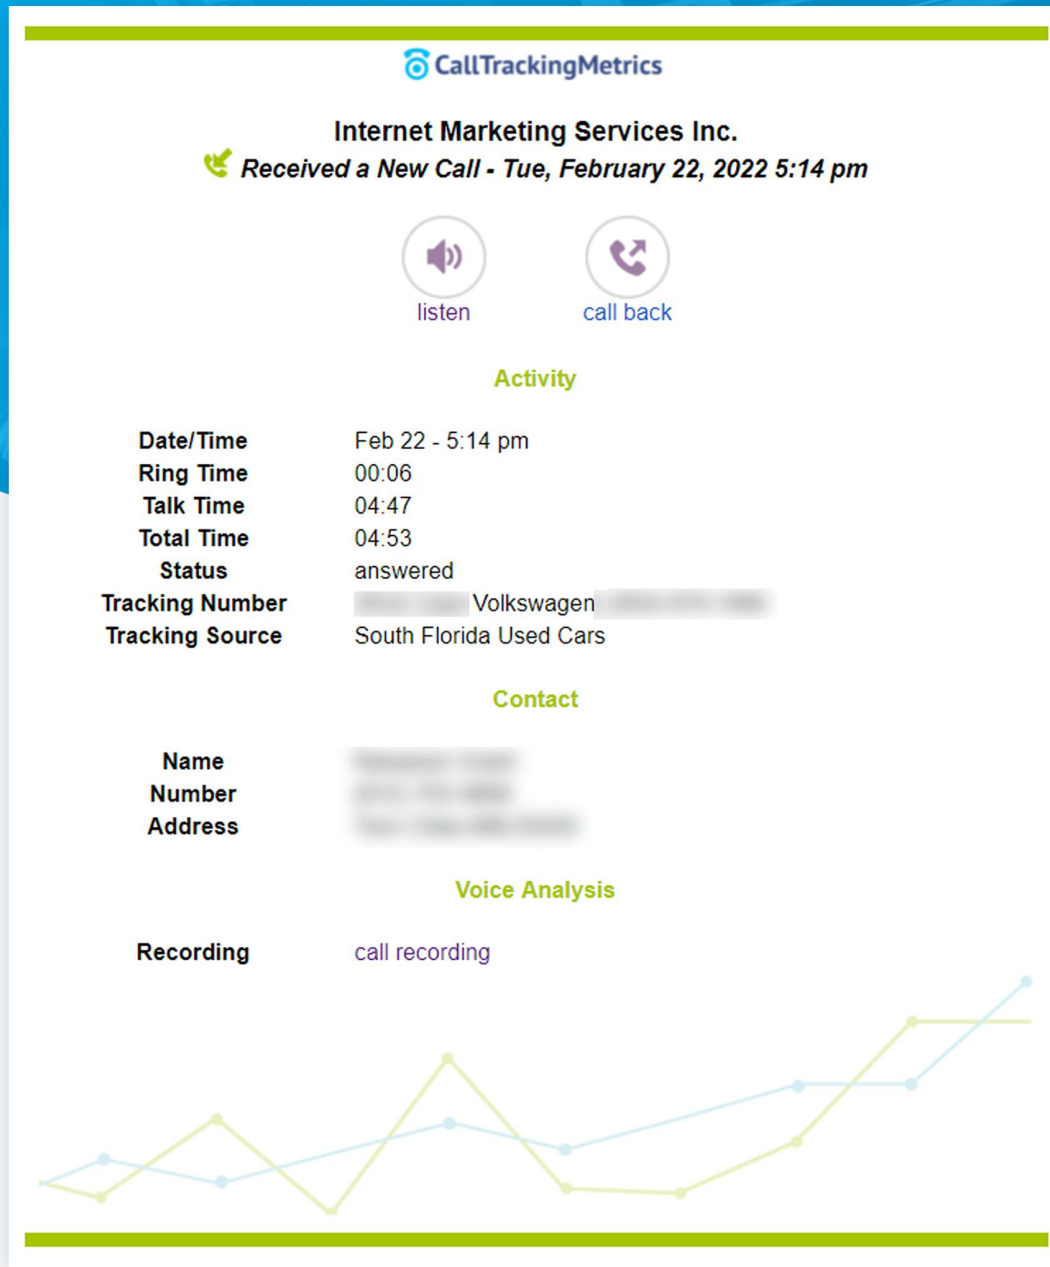 CallTrackingMetrics
Internet Marketing Services Inc.
Received a New Call - Tue, February 22, 2022 5:14 pm
listen
call back
Activity
Date/Time Feb 22 - 5:14 pm
Ring Time 00:06
Talk Time 04:47
Total Time 04:53
Status answered
Tracking Number Volkswagen
Tracking Source South Florida Used Cars
Contact
Name
Number
Address
Voice Analysis
Recording call recording